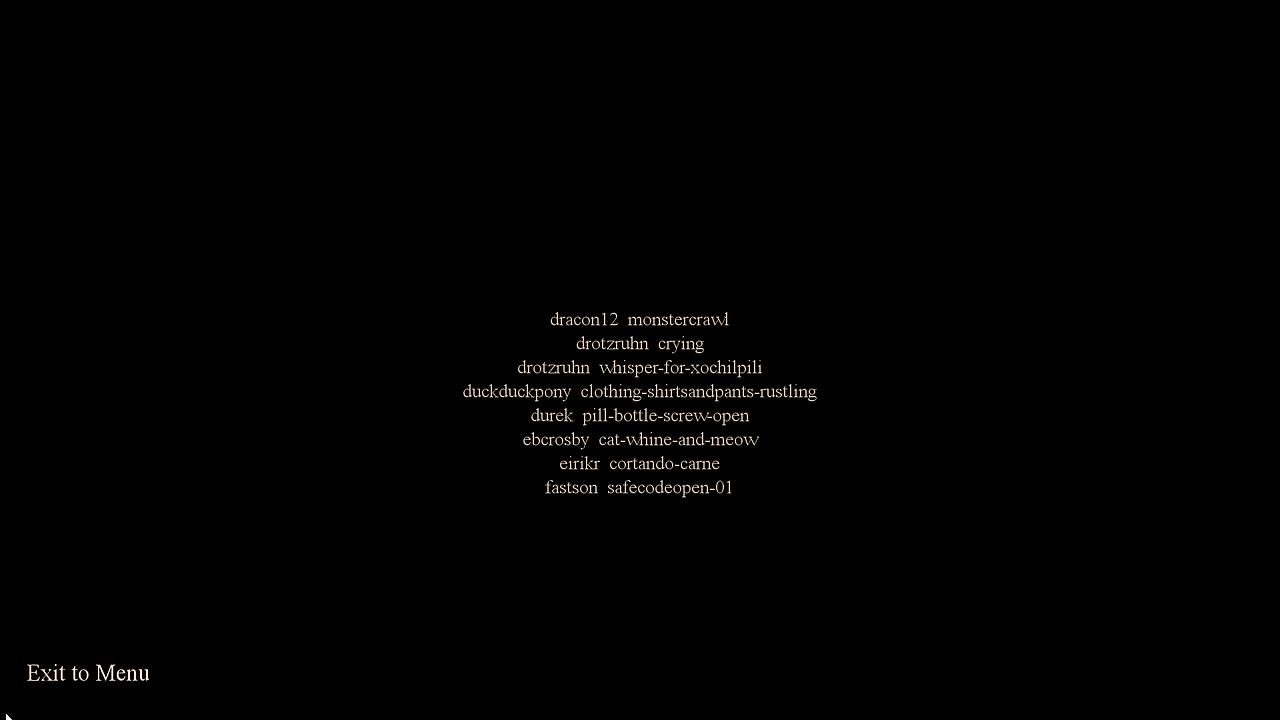 dracon12 monstercrawl
drotzruhn crying
drotzruhn whisper-for-xochilpili
duckduckpony clothing-shirtsandpants-rustling
durek pill-bottle-screw-open
ebcrosby cat-whine-and-meow
eirikr cortando-carne
fastson safecodeopen-01
Exit to Menu